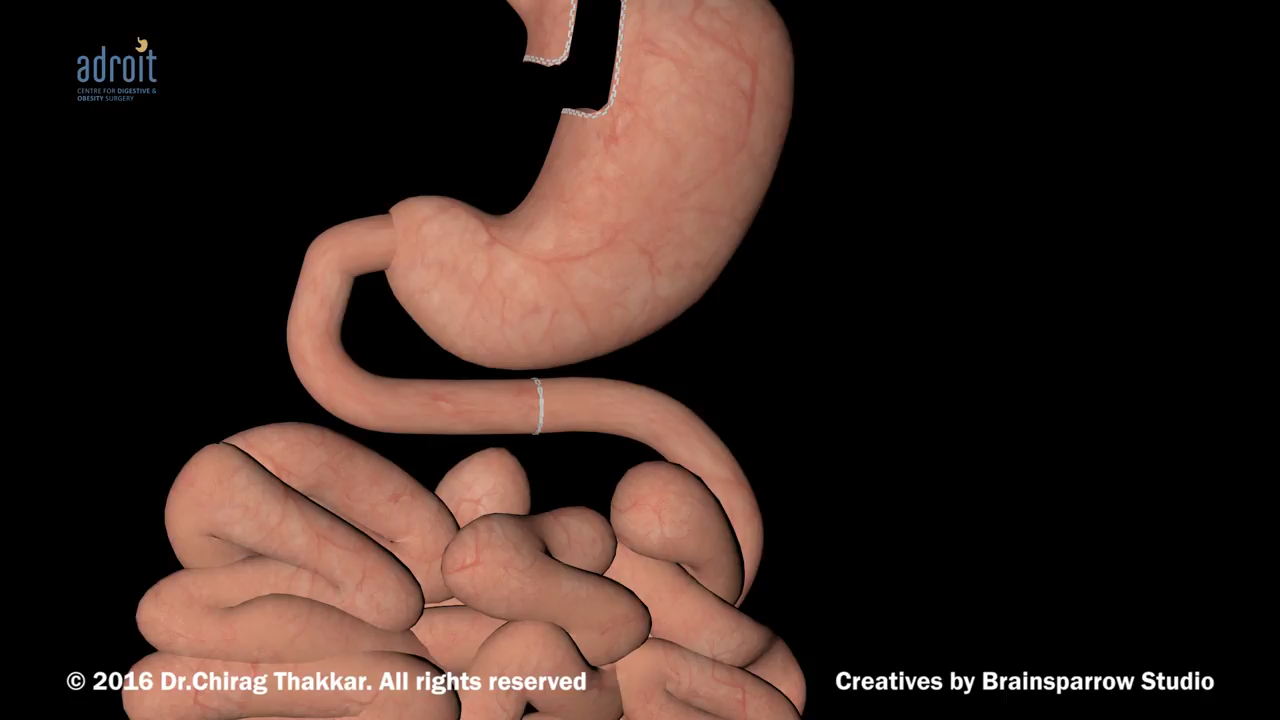 adroit
CENTRE FOR DIGESTIVE &
OBESITY SURGERY
© 2016 Dr.Chirag Thakkar. All rights reserved
Creatives by Brainsparrow Studio